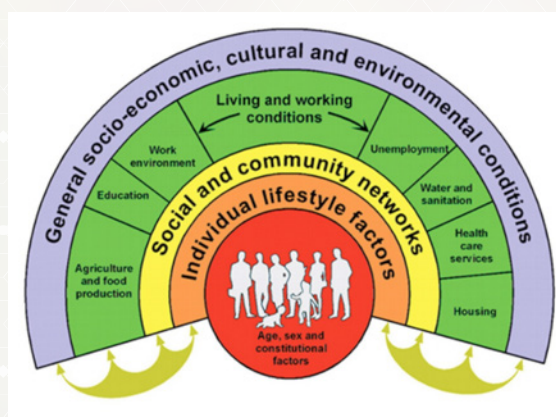 General socio-economic, cultural and environmental conditions
Living and working
conditions
Work
environment
Education
Agriculture
and food
production
Unemployment
Water and
sanitation
Health
care
services
Housing
Social and community networks
Individual lifestyle factors
Age, sex and
constitutional
factors